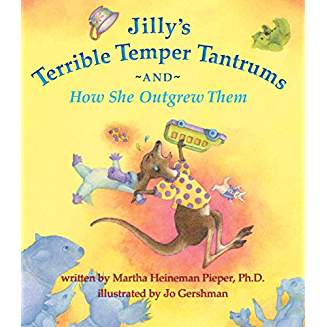 Jilly's
Terrible Temper Tantrums
~AND~
How She Outgrew Them
written by Martha Heineman Pieper, Ph.D.
illustrated by Jo Gershman